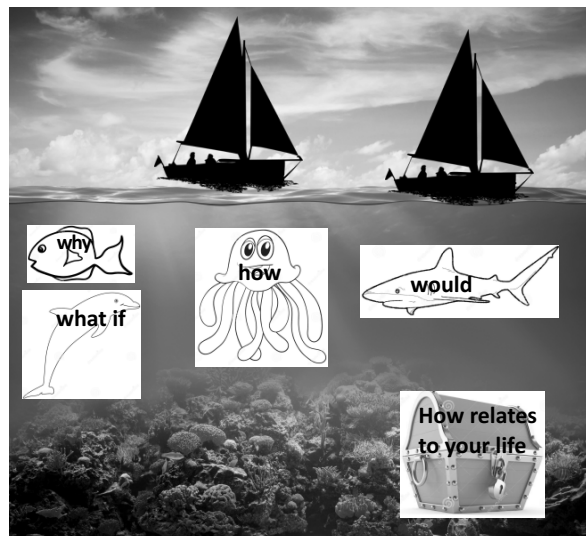 why
how
would
what if
How relates
to your life